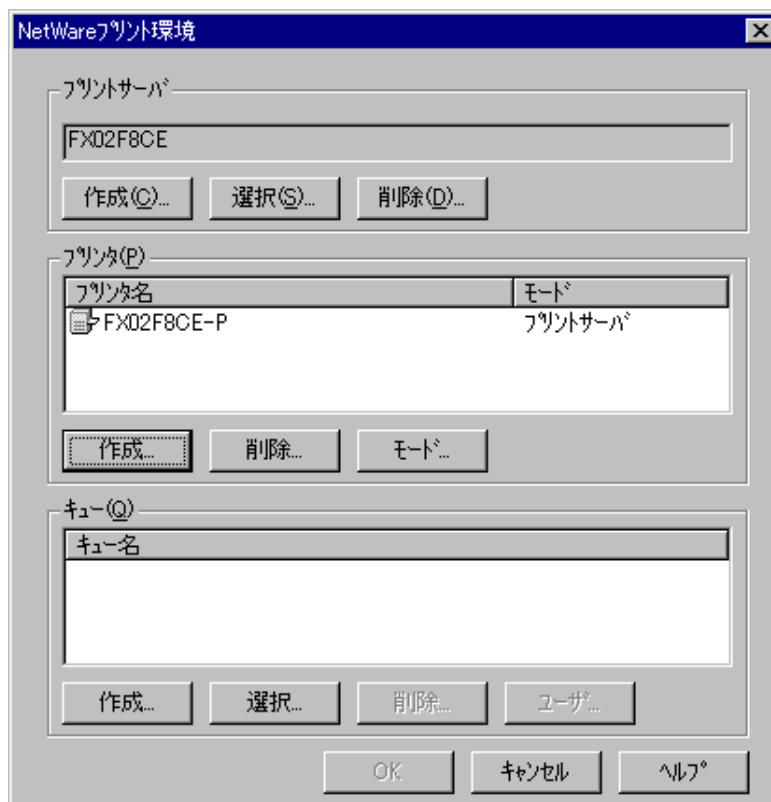 NetWareﾌﾟﾘﾝﾄ環境
ﾌﾟﾘﾝﾄｻｰﾊﾞ
FX02F8CE
作成(C)... 選択(S)... 削除(D)...
ﾌﾟﾘﾝﾀ(P)
ﾌﾟﾘﾝﾀ名 ﾓｰﾄﾞ
FX02F8CE-P ﾌﾟﾘﾝﾄｻｰﾊﾞ
作成... 削除... ﾓｰﾄﾞ...
ｷｭｰ(Q)
ｷｭｰ名
作成... 選択... 削除... ﾕｰｻﾞ...
OK ｷｬﾝｾﾙ ﾍﾙﾌﾟ